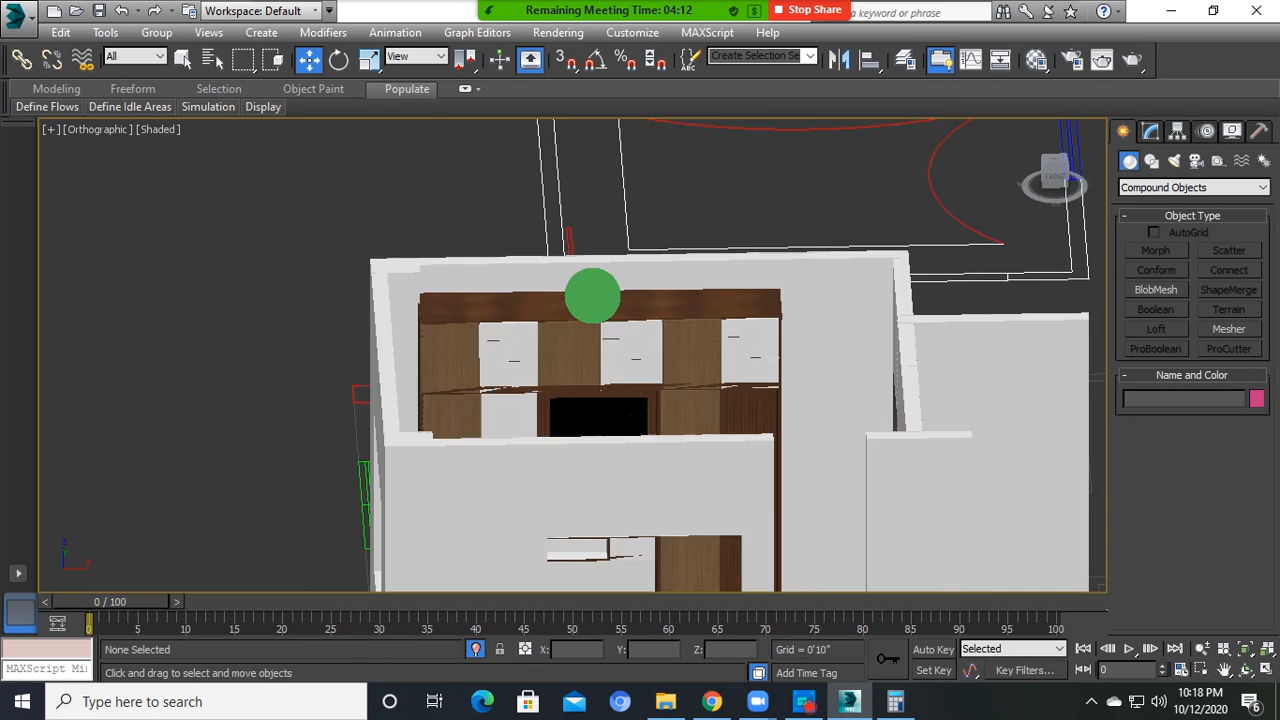 Workspace: Default
Remaining Meeting Time: 04:12
Stop Share
a keyword or phrase
Edit Tools Group Views Create Modifiers Animation Graph Editors Rendering Customize MAXScript Help
All
View
Create Selection Se
Modeling Freeform Selection Object Paint Populate
Define Flows Define Idle Areas Simulation Display
[+] [Orthographic ] [Shaded ]
FRONT
Compound Objects
Object Type
AutoGrid
Morph Scatter
Conform Connect
BlobMesh ShapeMerge
Boolean Terrain
Loft Mesher
ProBoolean ProCutter
Name and Color
z
x
0 / 100
0 5 10 15 20 25 30 35 40 45 50 55 60 65 70 75 80 85 90 95 100
None Selected
X: Y: Z:
Grid = 0'10"
Auto Key
Selected
MAXScript Mi
Click and drag to select and move objects
Add Time Tag
Set Key
Key Filters...
0
Type here to search
10:18 PM
10/12/2020
6